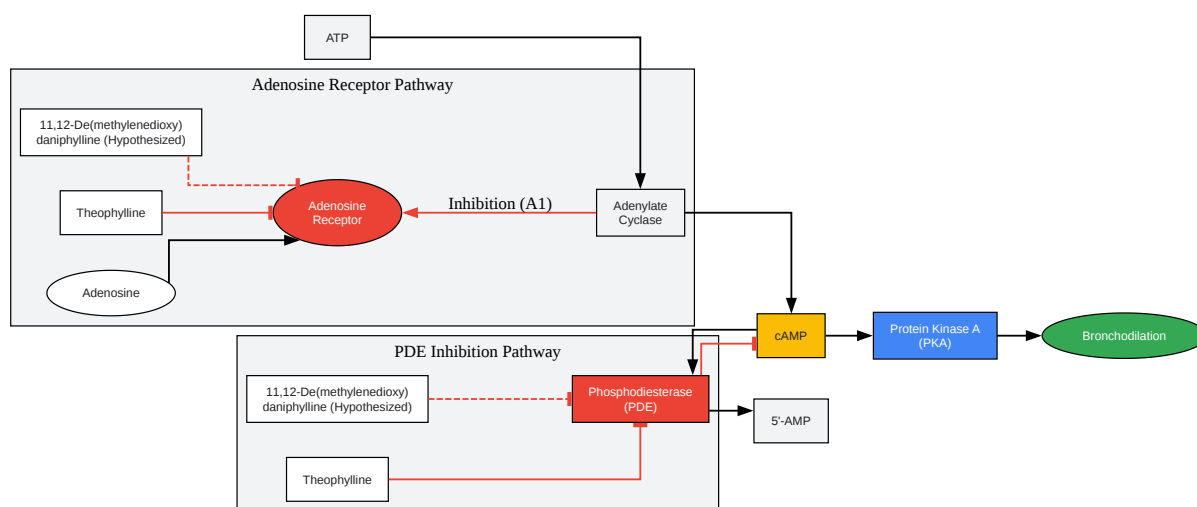 ATP
Adenosine Receptor Pathway
11,12-De(methylenedioxy)
daniphylline (Hypothesized)
Theophylline
Adenosine
Receptor
Inhibition (A1)
Adenylate
Cyclase
Adenosine
cAMP
Protein Kinase A
(PKA)
Bronchodilation
PDE Inhibition Pathway
11,12-De(methylenedioxy)
daniphylline (Hypothesized)
Phosphodiesterase
(PDE)
5'-AMP
Theophylline